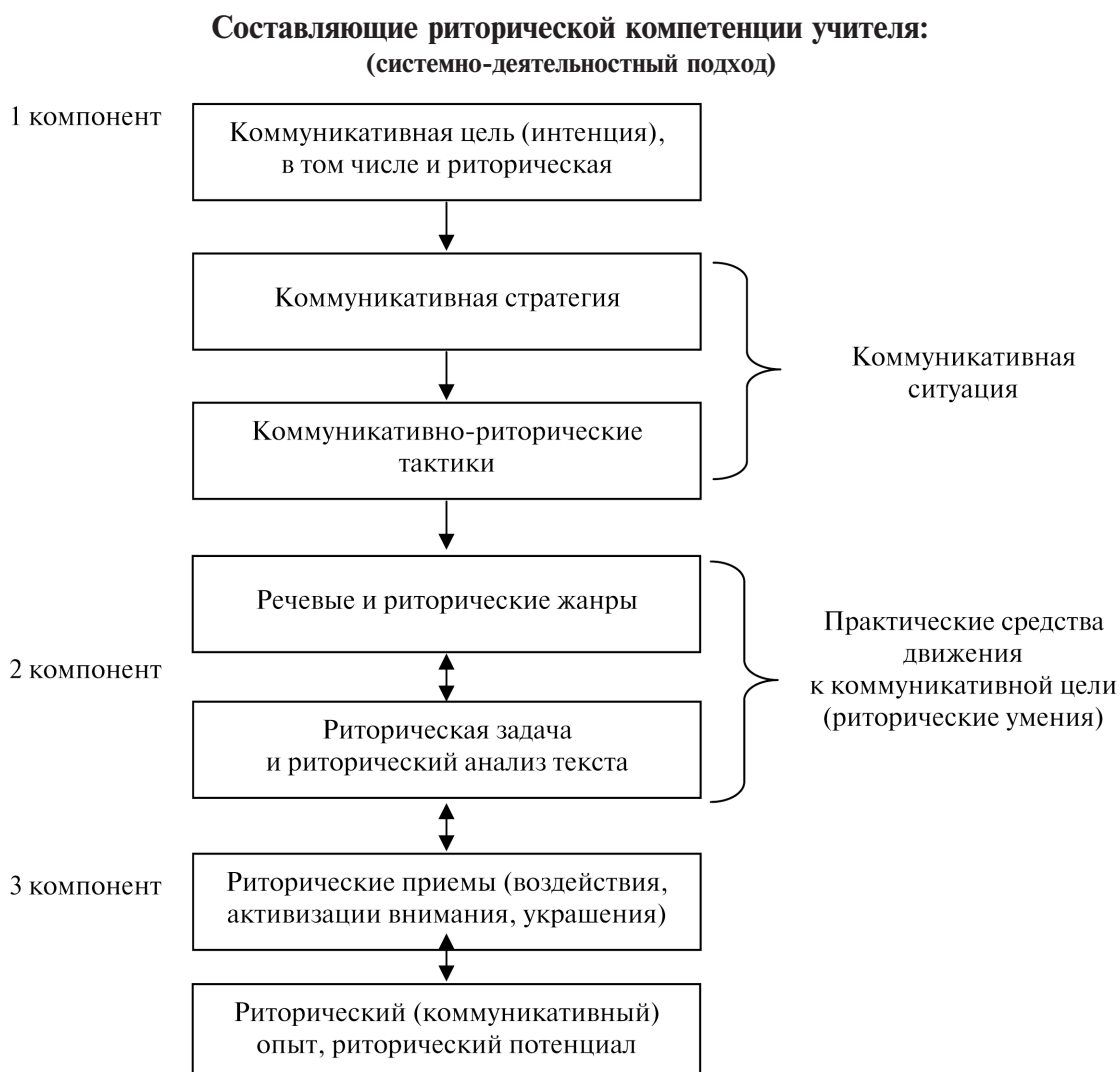 Составляющие риторической компетенции учителя:
(системно-деятельностный подход)
1 компонент
Коммуникативная цель (интенция),
в том числе и риторическая
Коммуникативная стратегия
Коммуникативно-риторические
тактики
Коммуникативная
ситуация
Речевые и риторические жанры
2 компонент
Риторическая задача
и риторический анализ текста
Практические средства
движения
к коммуникативной цели
(риторические умения)
3 компонент
Риторические приемы (воздействия,
активизации внимания, украшения)
Риторический (коммуникативный)
опыт, риторический потенциал